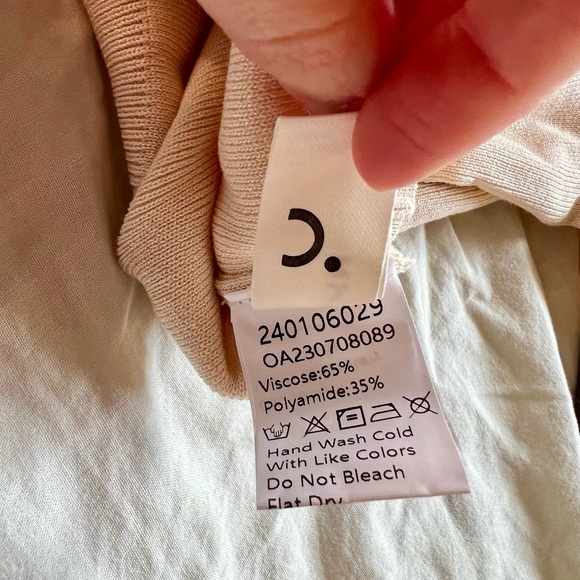 240106029
OA230708089
Viscose:65%
Polyamide:35%
Hand Wash Cold
With Like Colors
Do Not Bleach
Flat Dry